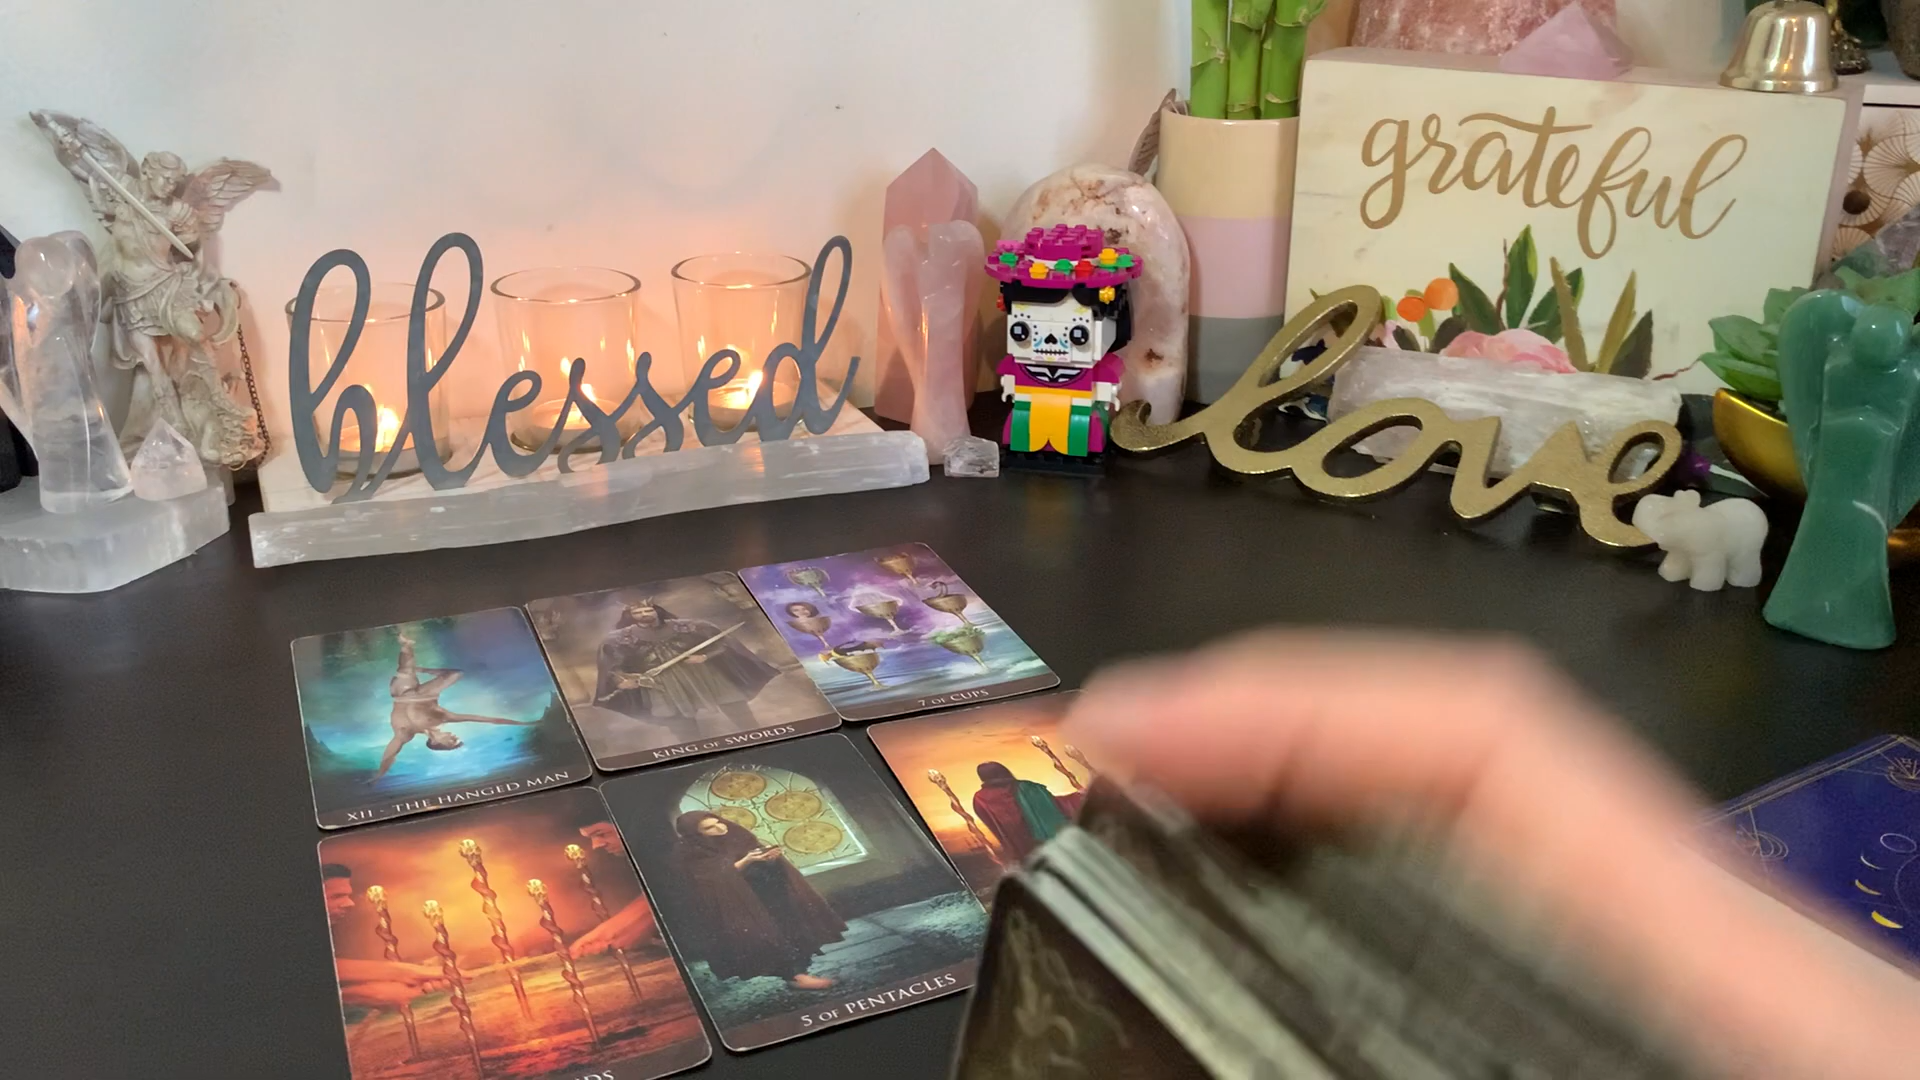 blessed
grateful
love
XII - THE HANGED MAN
KING OF SWORDS
7 OF CUPS
5 OF PENTACLES